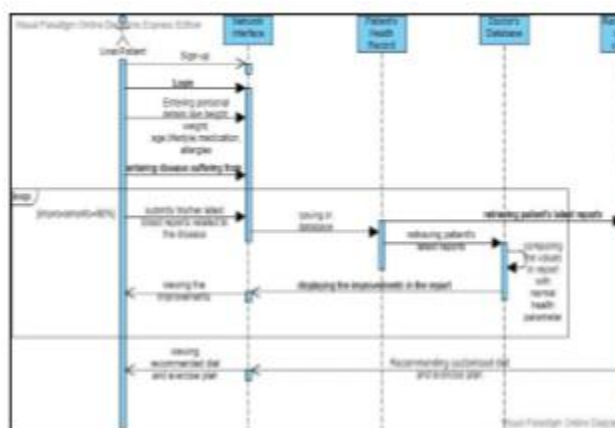 Visual Paradigm Online Diagrams Express Edition
User/Patient
Network
Interface
Patient's
Health
Record
Doctor's
Database
Sign-up
Login
Entering personal
details like height
weight,
age,lifestyle,medication,
allergies
entering disease suffering from
submits his/her latest
blood reports related to
the disease
saving in
database
retrieving patient's latest reports
retrieving patient's
latest reports
comparing
the values
in report
with
normal
health
parameter
viewing the
improvements
displaying the improvements in the report
viewing
recommended diet
and exercise plan
Recommending customized diet
and exercise plan
Visual Paradigm Online Diagrams